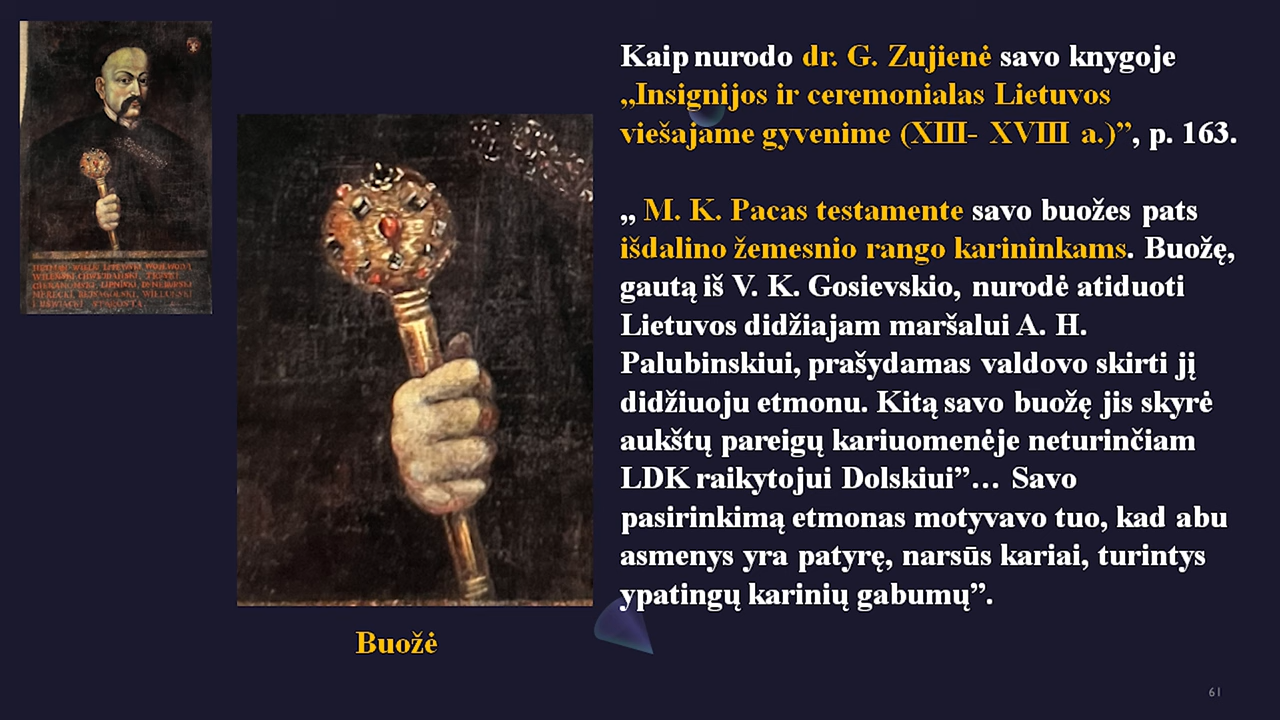 Kaip nurodo dr. G. Zujienė savo knygoje
„Insignijos ir ceremonialas Lietuvos
viešajame gyvenime (XIII- XVIII a.)”, p. 163.
„ M. K. Pacas testamente savo buožes pats
išdalino žemesnio rango karininkams. Buožę,
gautą iš V. K. Gosievskio, nurodė atiduoti
Lietuvos didžiajam maršalui A. H.
Palubinskiui, prašydamas valdovo skirti jį
didžiuoju etmonu. Kitą savo buožę jis skyrė
aukštų pareigų kariuomenėje neturinčiam
LDK raikytojui Dolskiui”… Savo
pasirinkimą etmonas motyvavo tuo, kad abu
asmenys yra patyrę, narsūs kariai, turintys
ypatingų karinių gabumų”.
Buožė
61